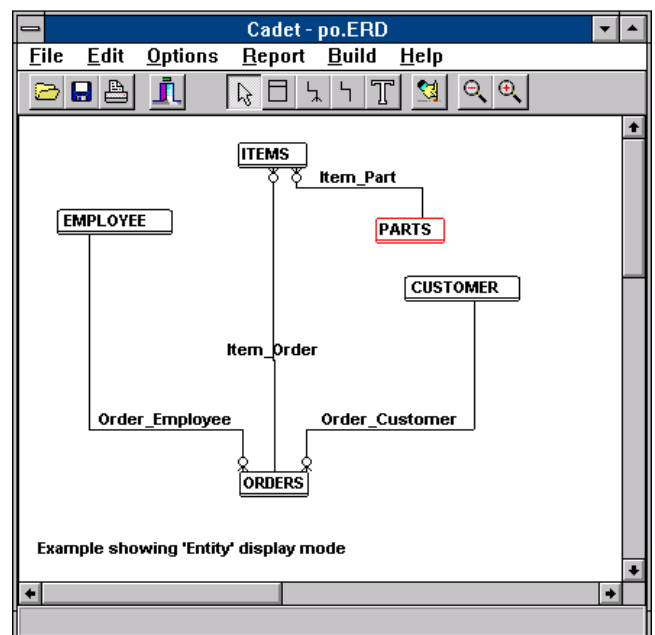 Cadet - po.ERD
File Edit Options Report Build Help
T
ITEMS
Item_Part
EMPLOYEE
PARTS
CUSTOMER
Item_Order
Order_Employee
Order_Customer
ORDERS
Example showing 'Entity' display mode